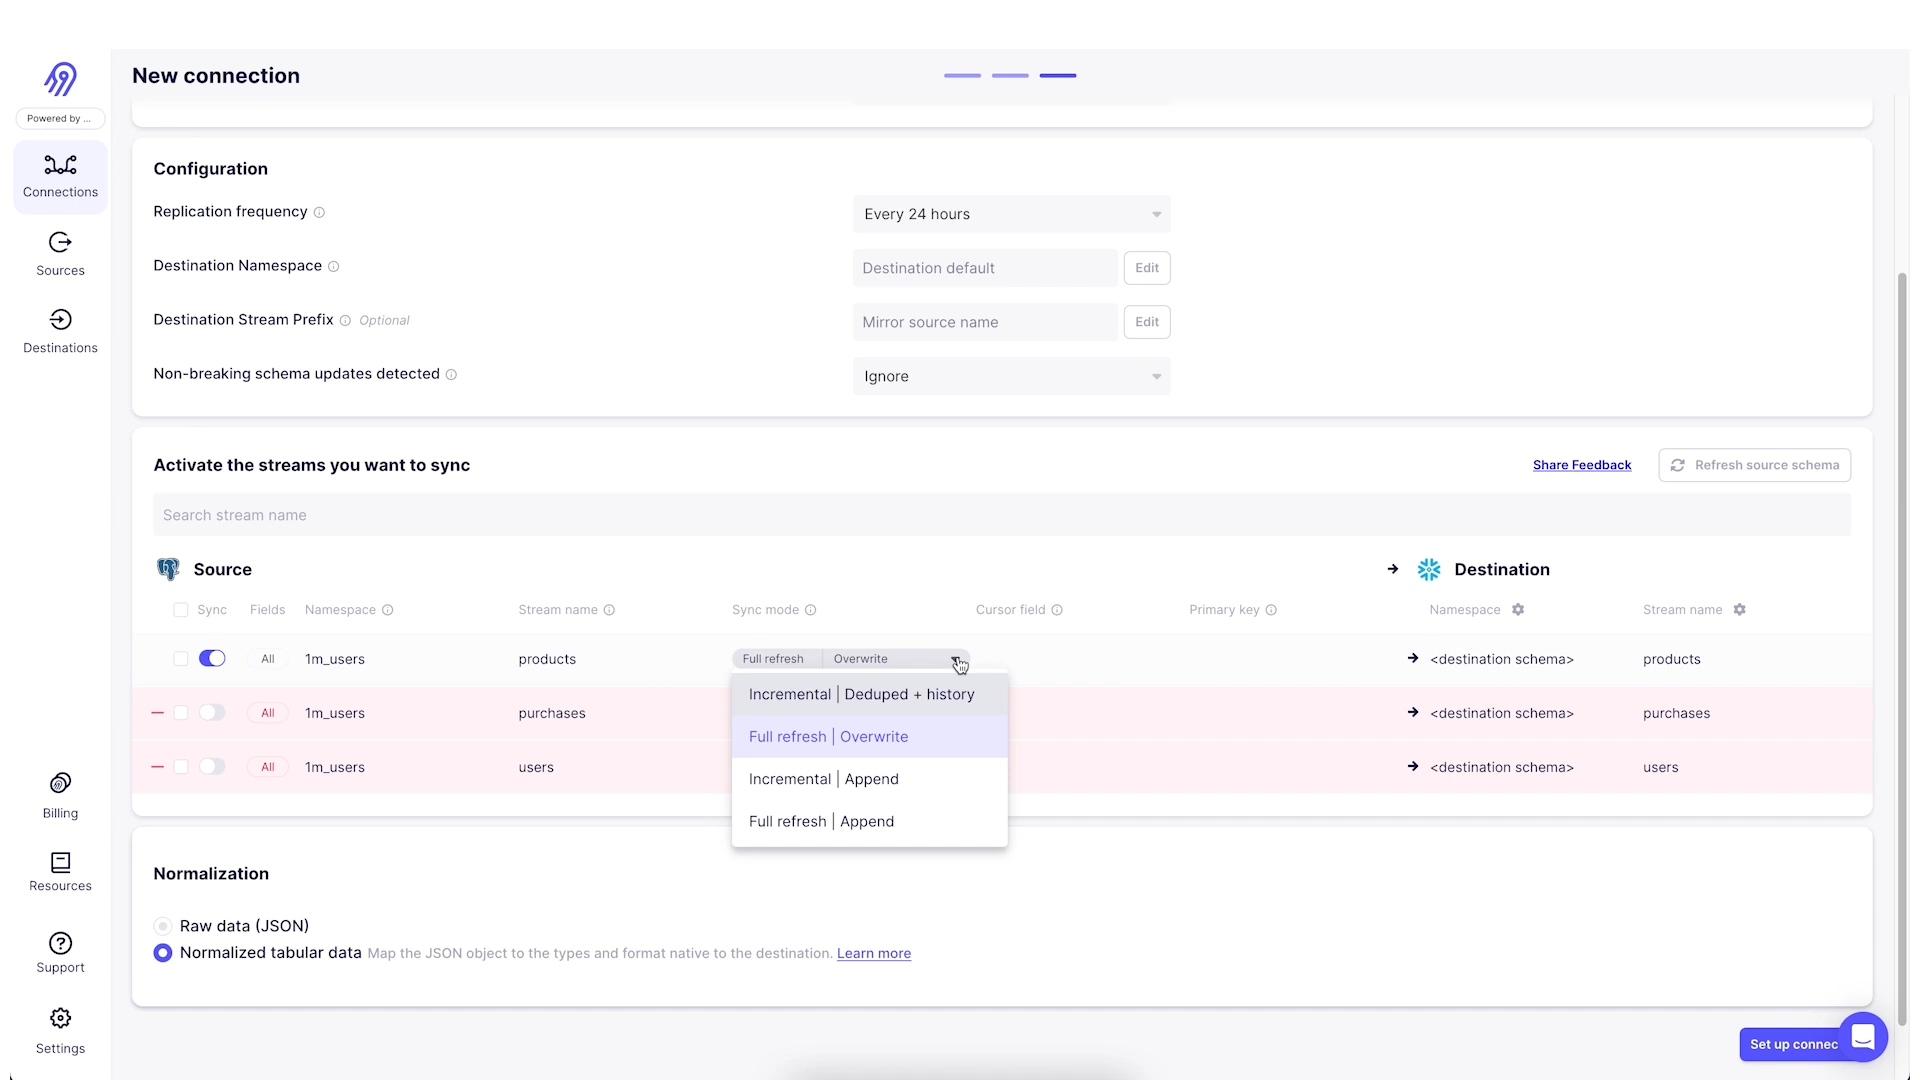 New connection
Powered by ...
Connections
Sources
Destinations
Billing
Resources
Support
Settings
Configuration
Replication frequency
Every 24 hours
Destination Namespace
Destination default
Edit
Destination Stream Prefix Optional
Mirror source name
Edit
Non-breaking schema updates detected
Ignore
Activate the streams you want to sync
Share Feedback
Refresh source schema
Search stream name
Source
Destination
Sync Fields Namespace Stream name Sync mode Cursor field Primary key Namespace Stream name
All 1m_users products Full refresh Overwrite <destination schema> products
All 1m_users purchases <destination schema> purchases
All 1m_users users <destination schema> users
Incremental | Deduped + history
Full refresh | Overwrite
Incremental | Append
Full refresh | Append
Normalization
Raw data (JSON)
Normalized tabular data Map the JSON object to the types and format native to the destination. Learn more
Set up connec